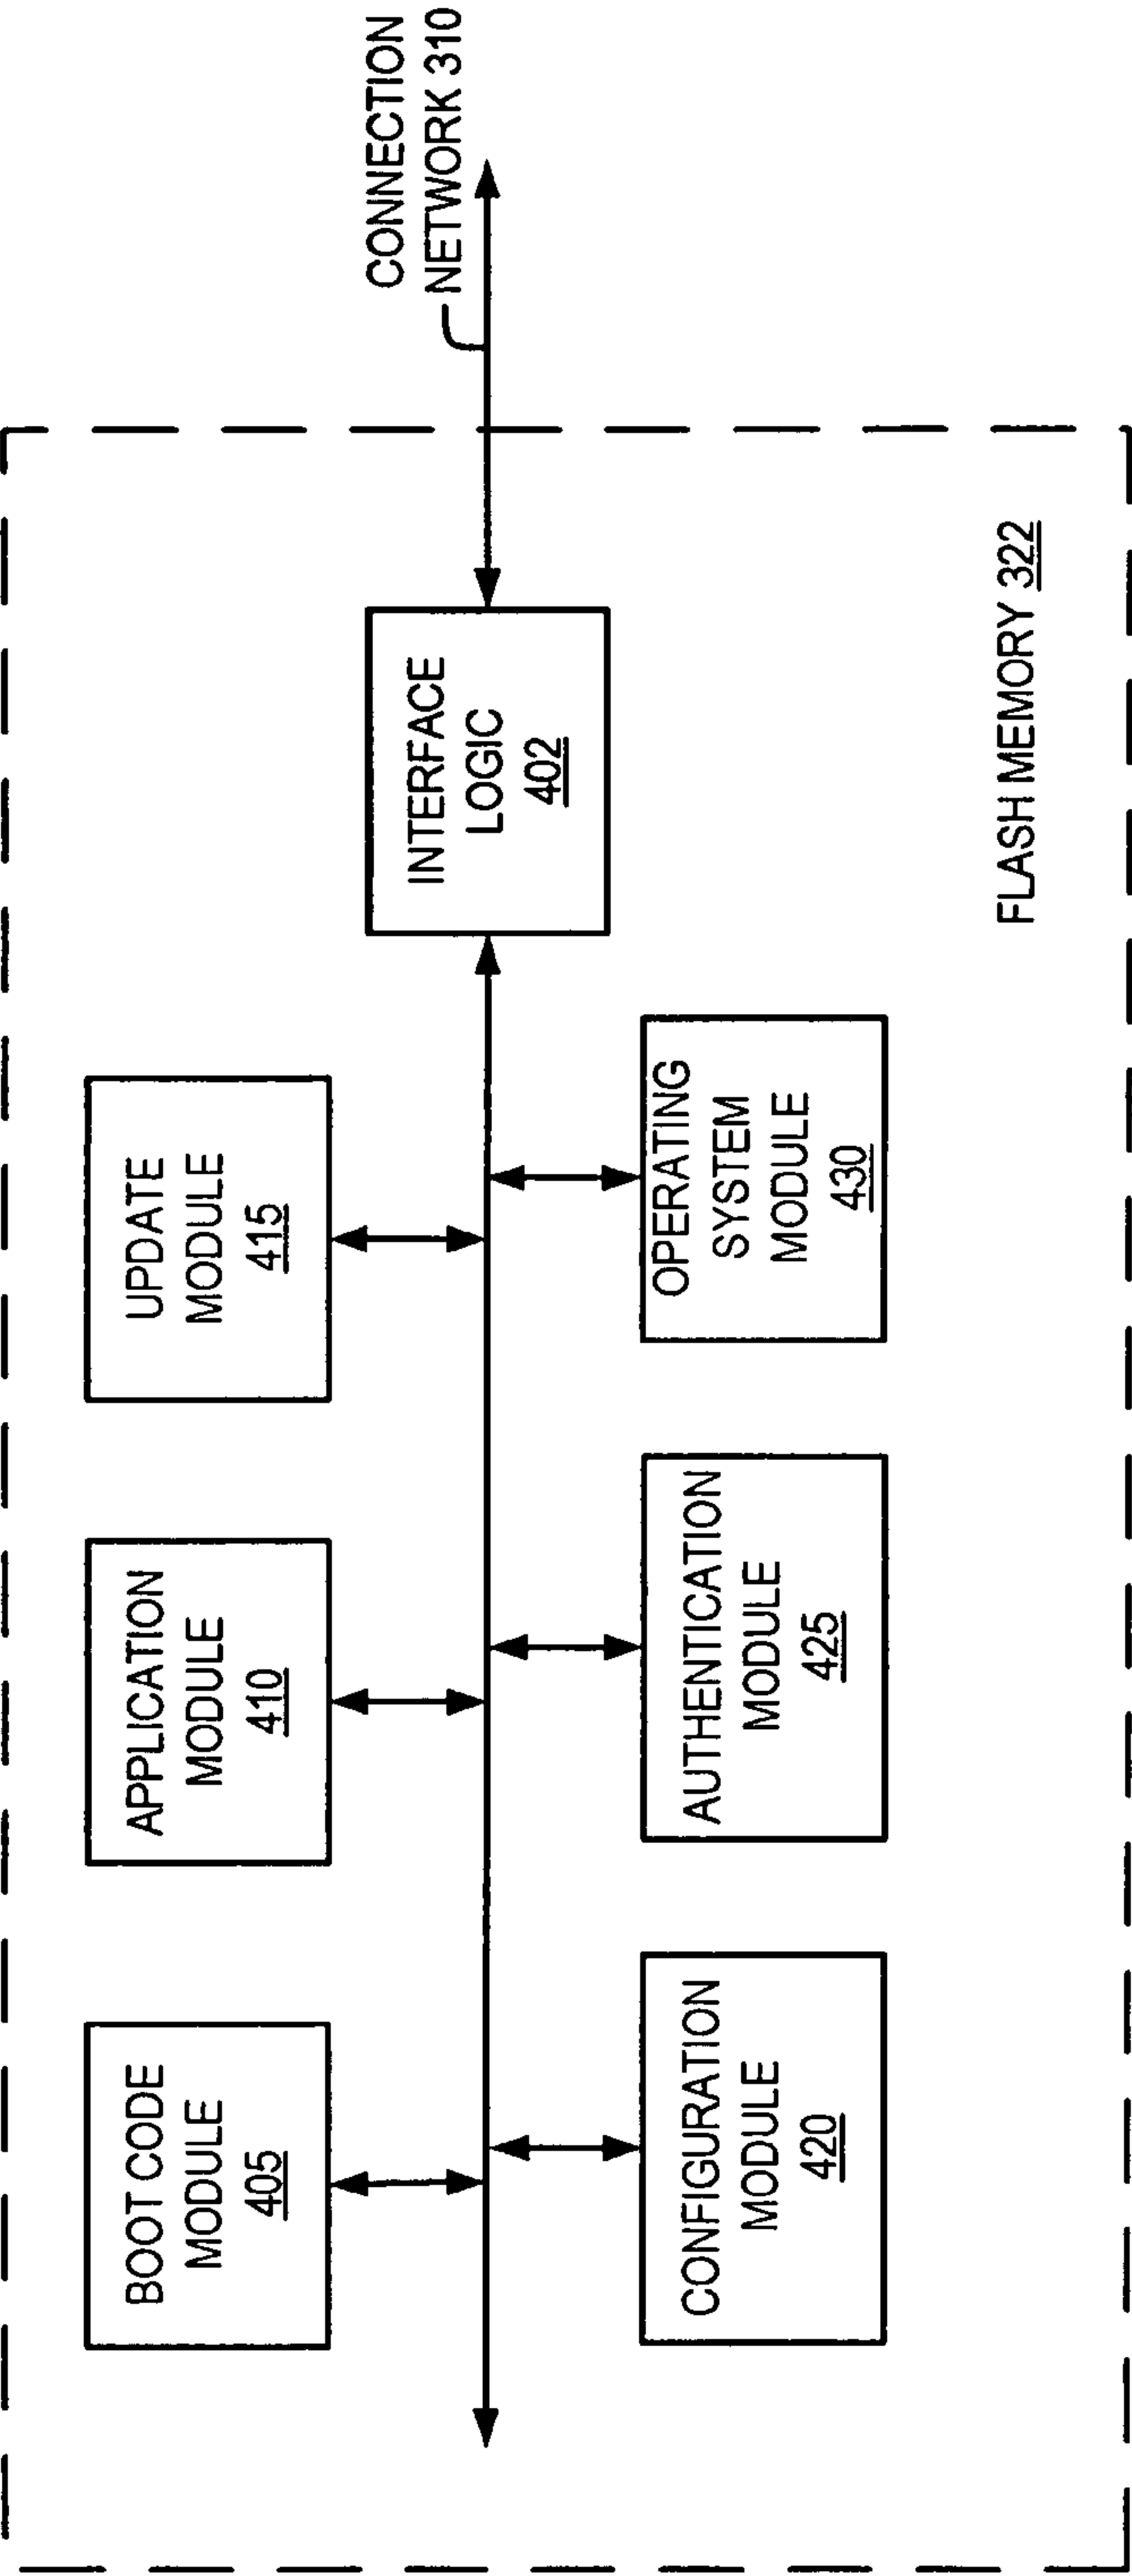 BOOT CODE
MODULE
405
APPLICATION
MODULE
410
UPDATE
MODULE
415
CONNECTION
NETWORK 310
INTERFACE
LOGIC
402
CONFIGURATION
MODULE
420
AUTHENTICATION
MODULE
425
OPERATING
SYSTEM
MODULE
430
FLASH MEMORY 322